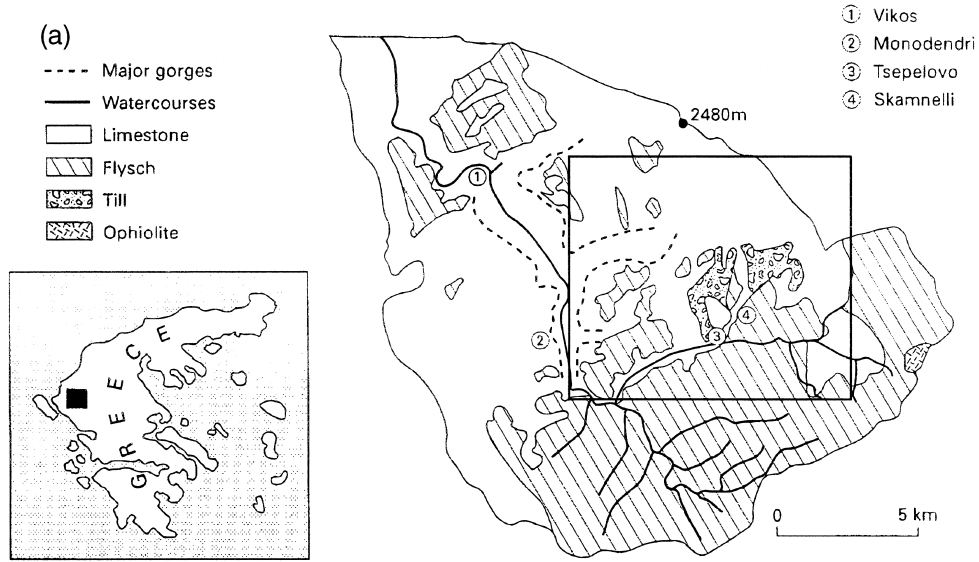 (a)
Major gorges
Watercourses
Limestone
Flysch
Till
Ophiolite
GREECE
① Vikos
② Monodendri
③ Tsepelovo
④ Skamnelli
2480m
①
②
③
④
0 5 km